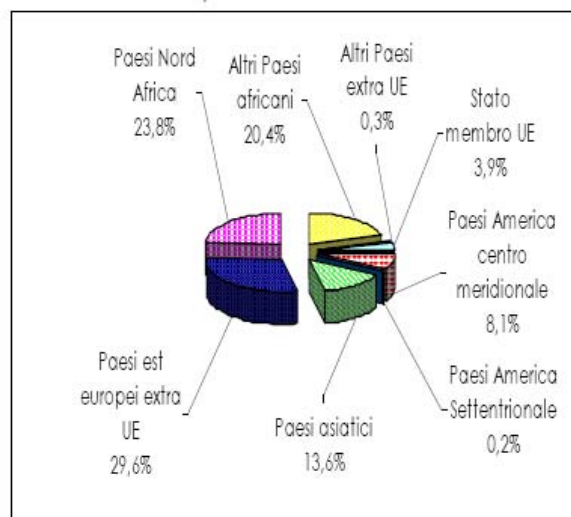 Paesi Nord
Africa
23,8%
Altri Paesi
africani
20,4%
Altri Paesi
extra UE
0,3%
Stato
membro UE
3,9%
Paesi America
centro
meridionale
8,1%
Paesi America
Settentrionale
0,2%
Paesi asiatici
13,6%
Paesi est
europei extra
UE
29,6%